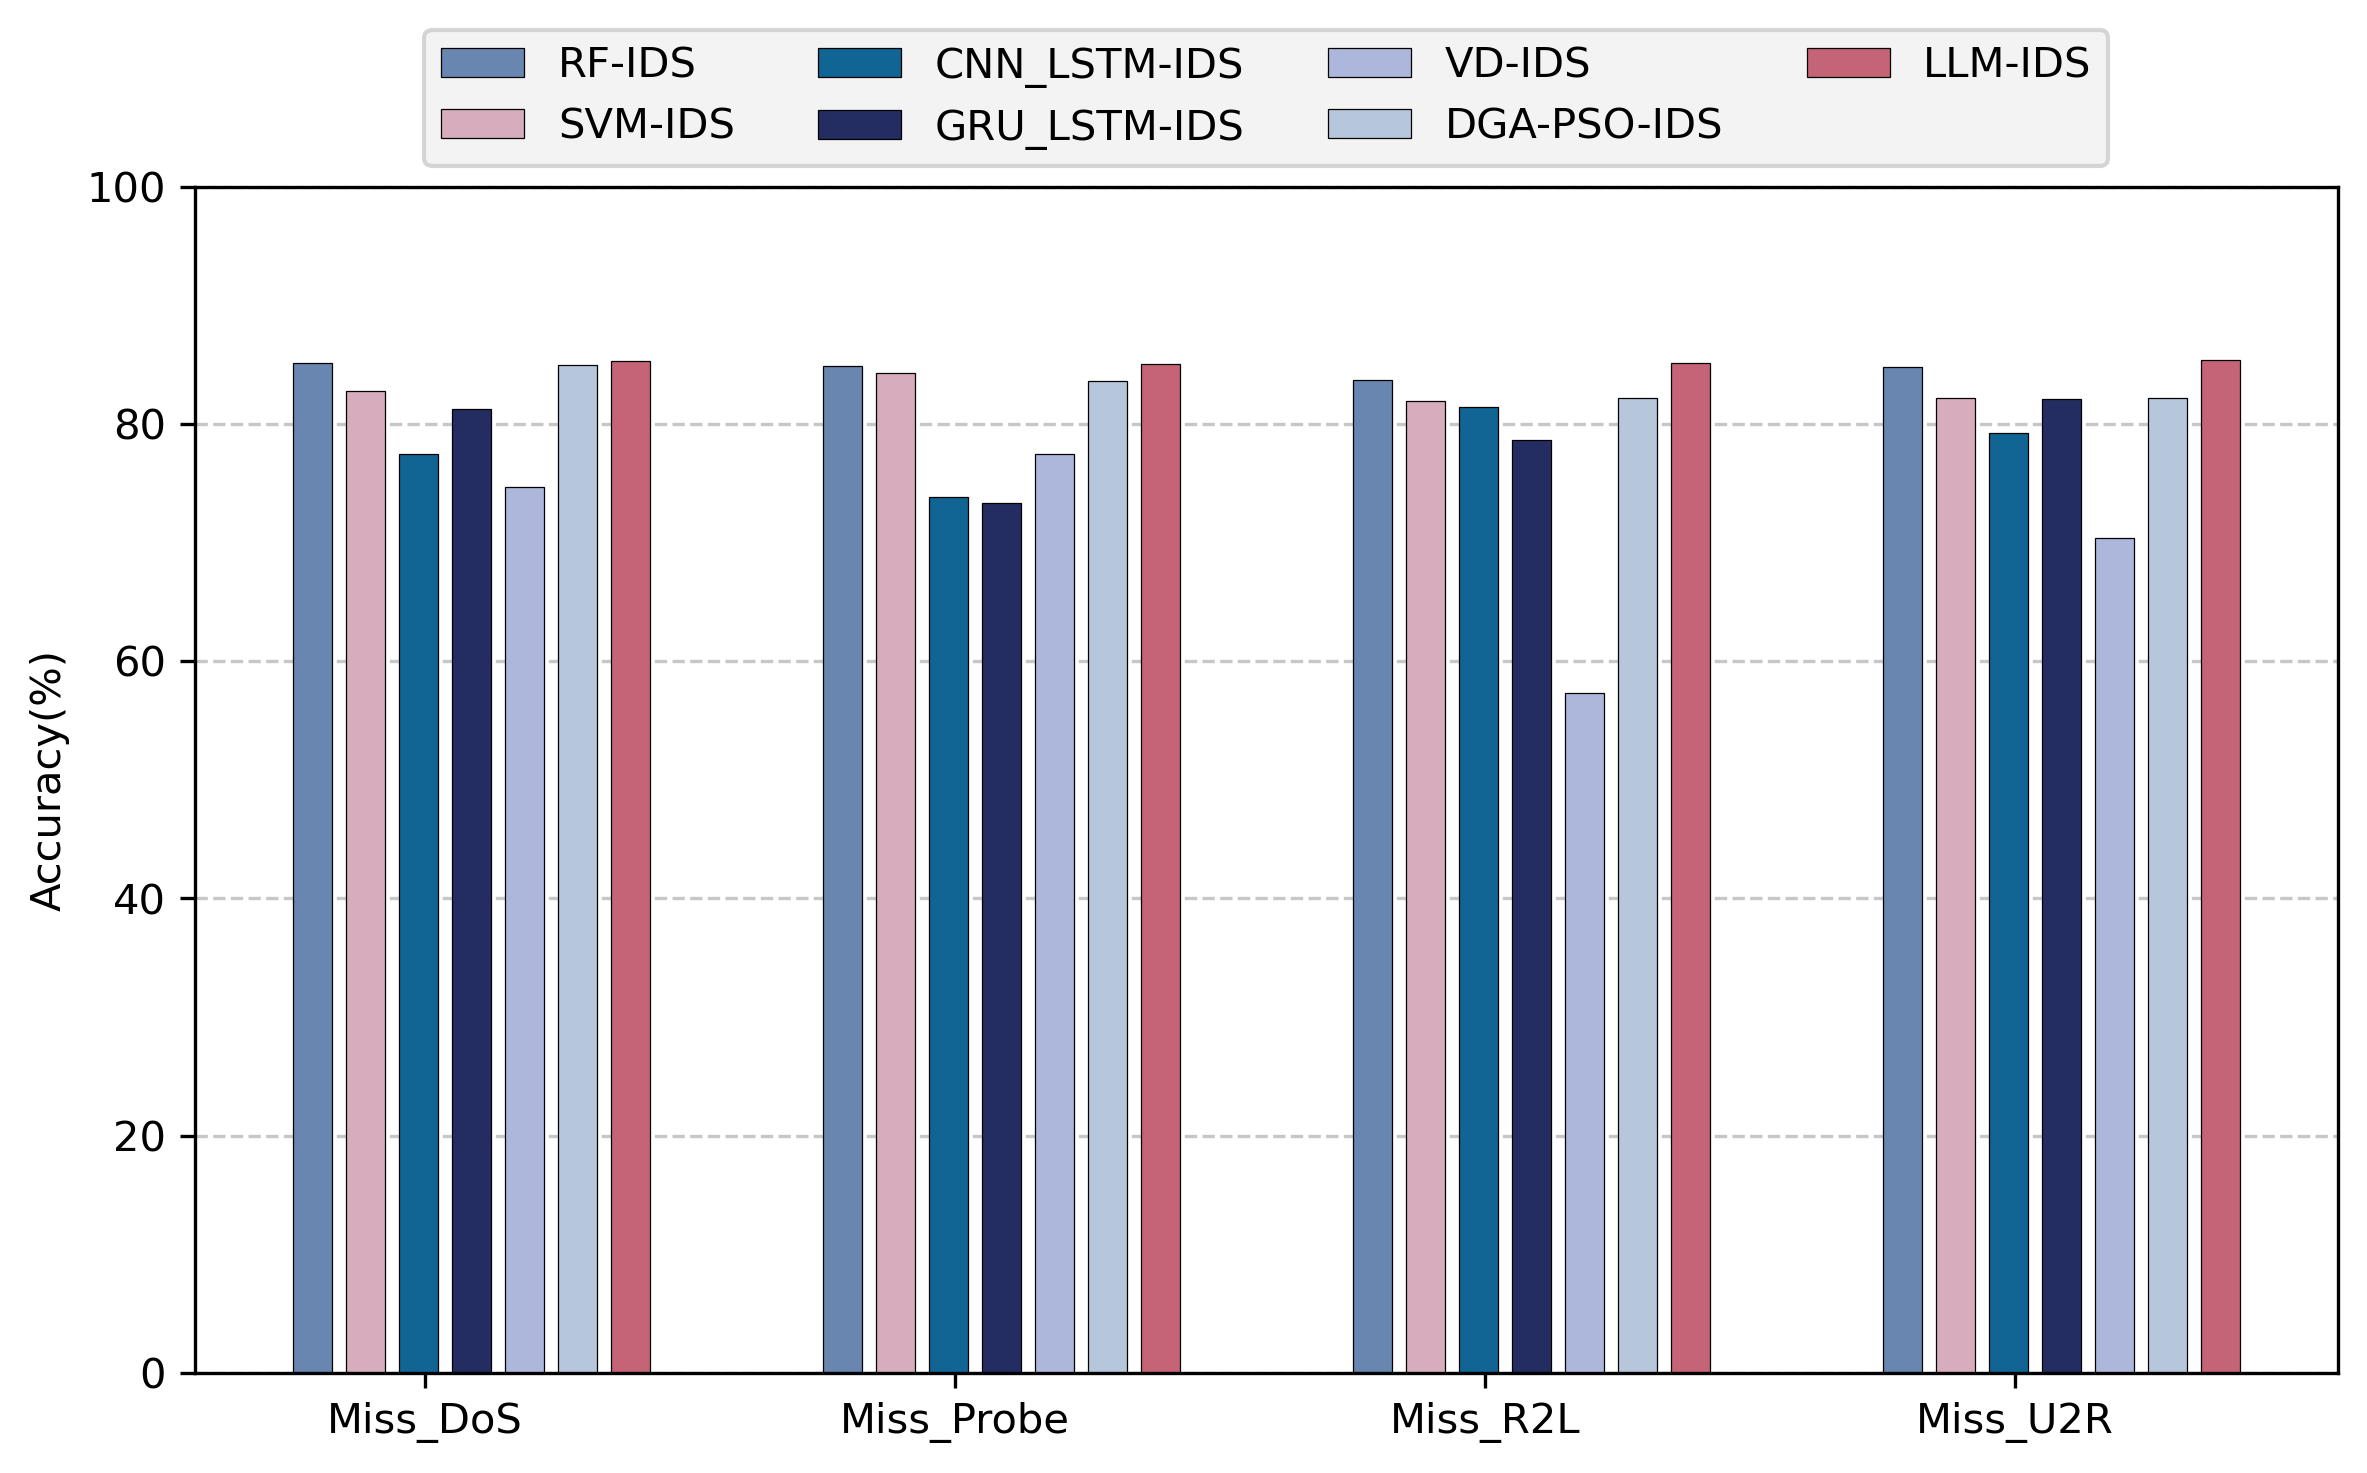 RF-IDS
SVM-IDS
CNN_LSTM-IDS
GRU_LSTM-IDS
VD-IDS
DGA-PSO-IDS
LLM-IDS
Accuracy(%)
100
80
60
40
20
0
Miss_DoS
Miss_Probe
Miss_R2L
Miss_U2R